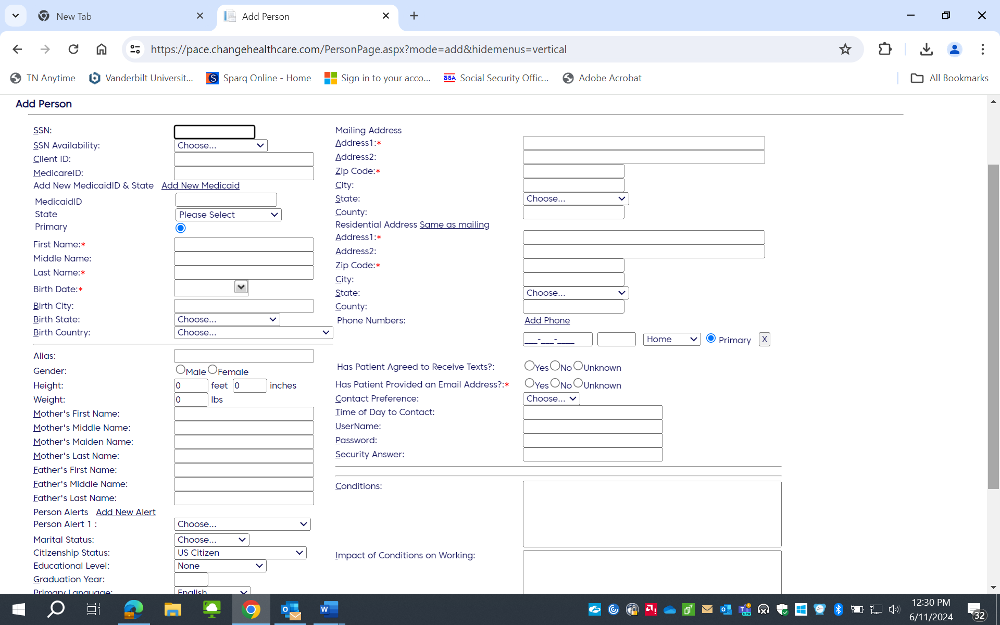 New Tab
Add Person
https://pace.changehealthcare.com/PersonPage.aspx?mode=add&hidemenus=vertical
TN Anytime
Vanderbilt Universit...
Sparq Online - Home
Sign in to your acco...
SSA Social Security Offic...
Adobe Acrobat
All Bookmarks
Add Person
SSN:
SSN Availability: Choose...
Client ID:
MedicareID:
Add New MedicaidID & State Add New Medicaid
MedicaidID
State Please Select
Primary
First Name:*
Middle Name:
Last Name:*
Birth Date:*
Birth City:
Birth State: Choose...
Birth Country: Choose...
Alias:
Gender: Male Female
Height: 0 feet 0 inches
Weight: 0 lbs
Mother's First Name:
Mother's Middle Name:
Mother's Maiden Name:
Mother's Last Name:
Father's First Name:
Father's Middle Name:
Father's Last Name:
Person Alerts Add New Alert
Person Alert 1 : Choose...
Marital Status: Choose...
Citizenship Status: US Citizen
Educational Level: None
Graduation Year:
Primary Language: English
Mailing Address
Address1:*
Address2:
Zip Code:*
City:
State: Choose...
County:
Residential Address Same as mailing
Address1:*
Address2:
Zip Code:*
City:
State: Choose...
County:
Phone Numbers: Add Phone
___-___-____ Home Primary X
Has Patient Agreed to Receive Texts?: Yes No Unknown
Has Patient Provided an Email Address?:* Yes No Unknown
Contact Preference: Choose...
Time of Day to Contact:
UserName:
Password:
Security Answer:
Conditions:
Impact of Conditions on Working:
12:30 PM
6/11/2024
32